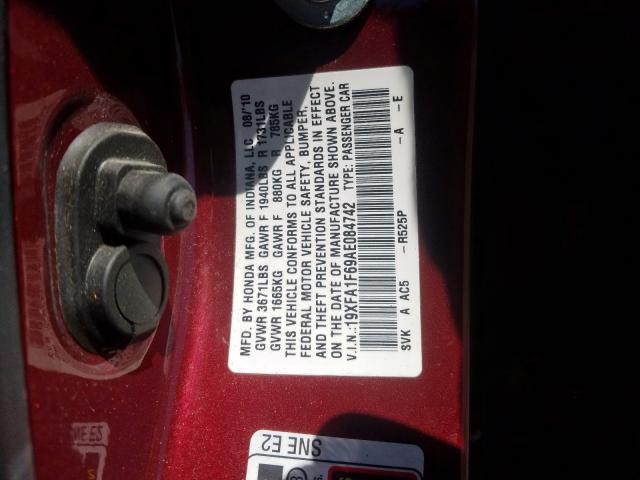 MFD. BY HONDA MFG. OF INDIANA, LLC 08/'10
GVWR 3671LBS GAWR F 1940LBS R 1731LBS
GVWR 1665KG GAWR F 880KG R 785KG
THIS VEHICLE CONFORMS TO ALL APPLICABLE
FEDERAL MOTOR VEHICLE SAFETY, BUMPER,
AND THEFT PREVENTION STANDARDS IN EFFECT
ON THE DATE OF MANUFACTURE SHOWN ABOVE.
V.I.N.:19XFA1F69AE084742 TYPE: PASSENGER CAR
SVK A AC5 -R525P -A -E
SNE E2